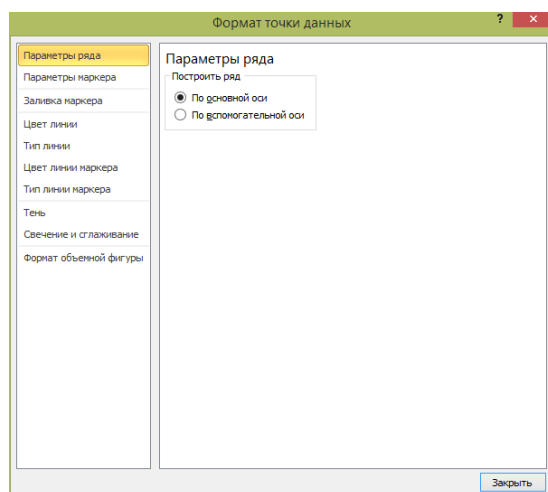 Формат точки данных
?
Параметры ряда
Параметры маркера
Заливка маркера
Цвет линии
Тип линии
Цвет линии маркера
Тип линии маркера
Тень
Свечение и сглаживание
Формат объемной фигуры
Параметры ряда
Построить ряд
По основной оси
По вспомогательной оси
Закрыть